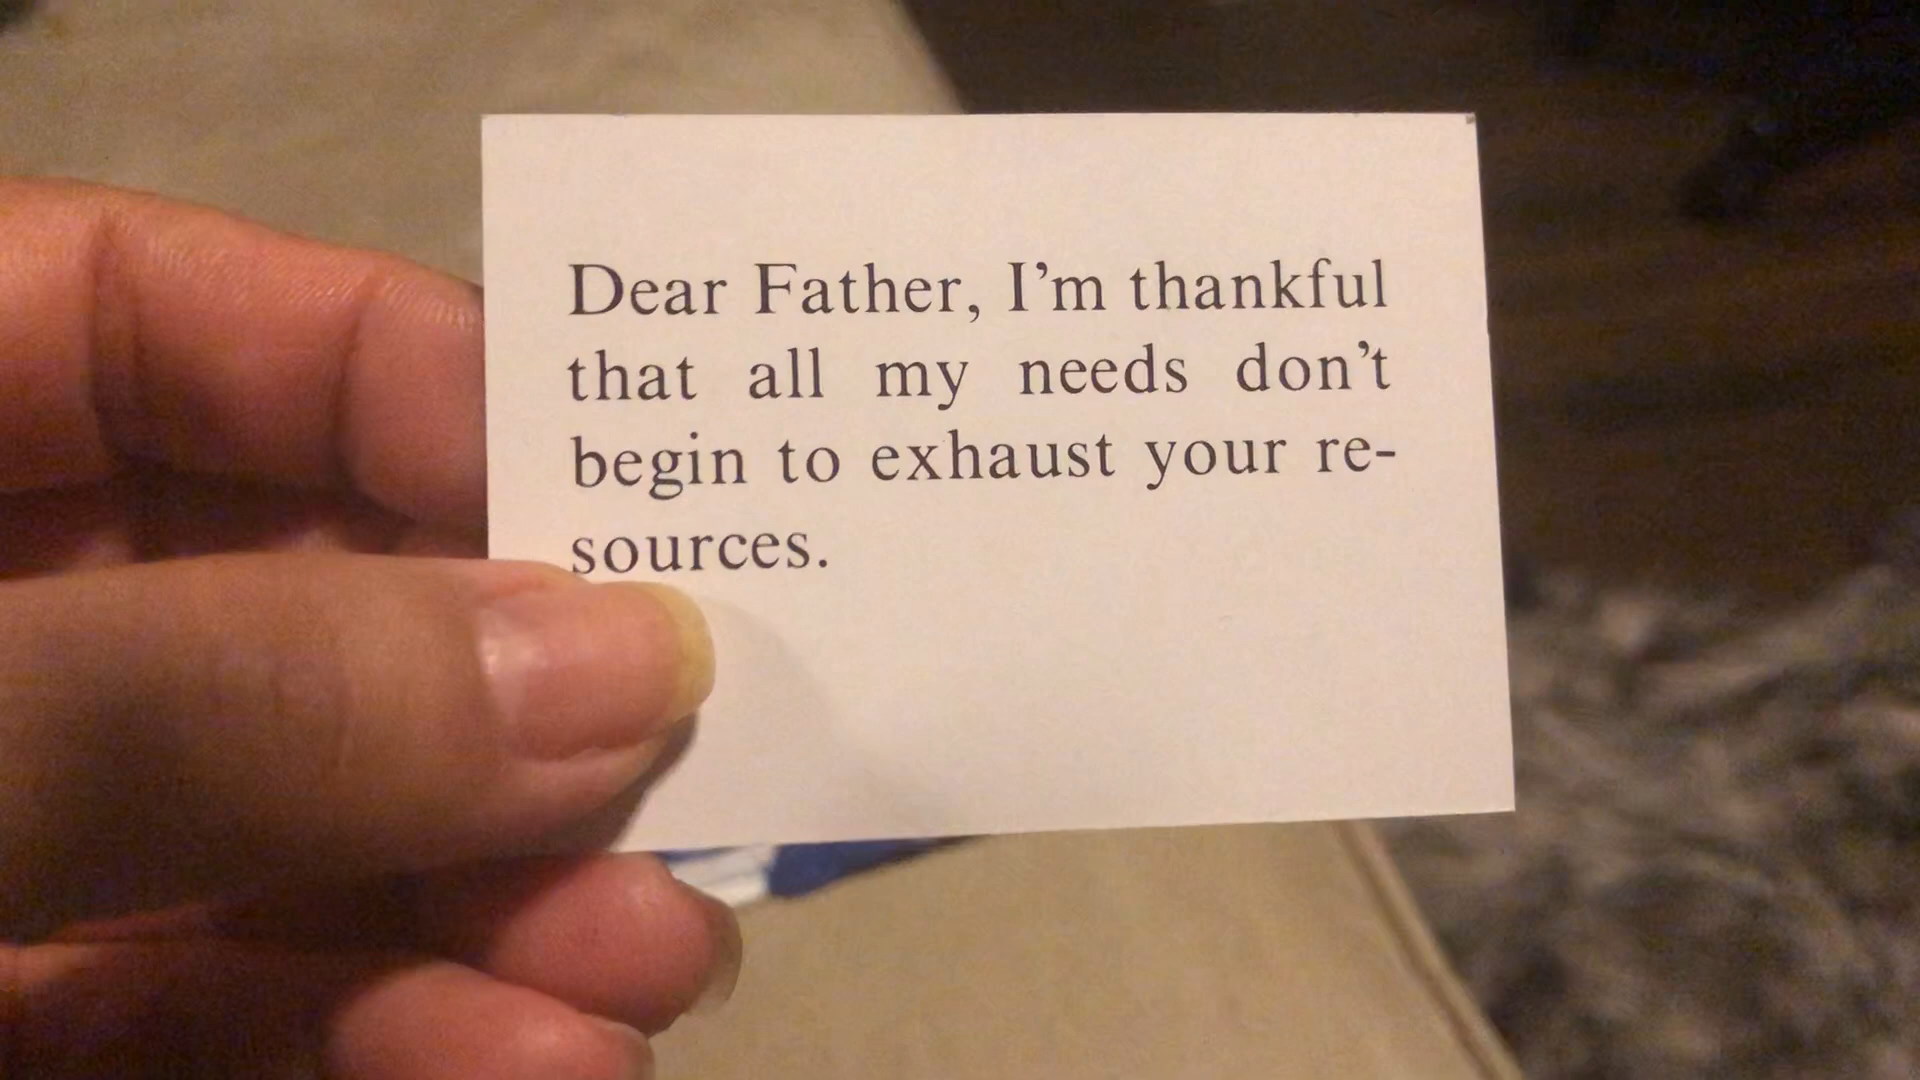 Dear Father, I’m thankful
that all my needs don’t
begin to exhaust your re-
sources.